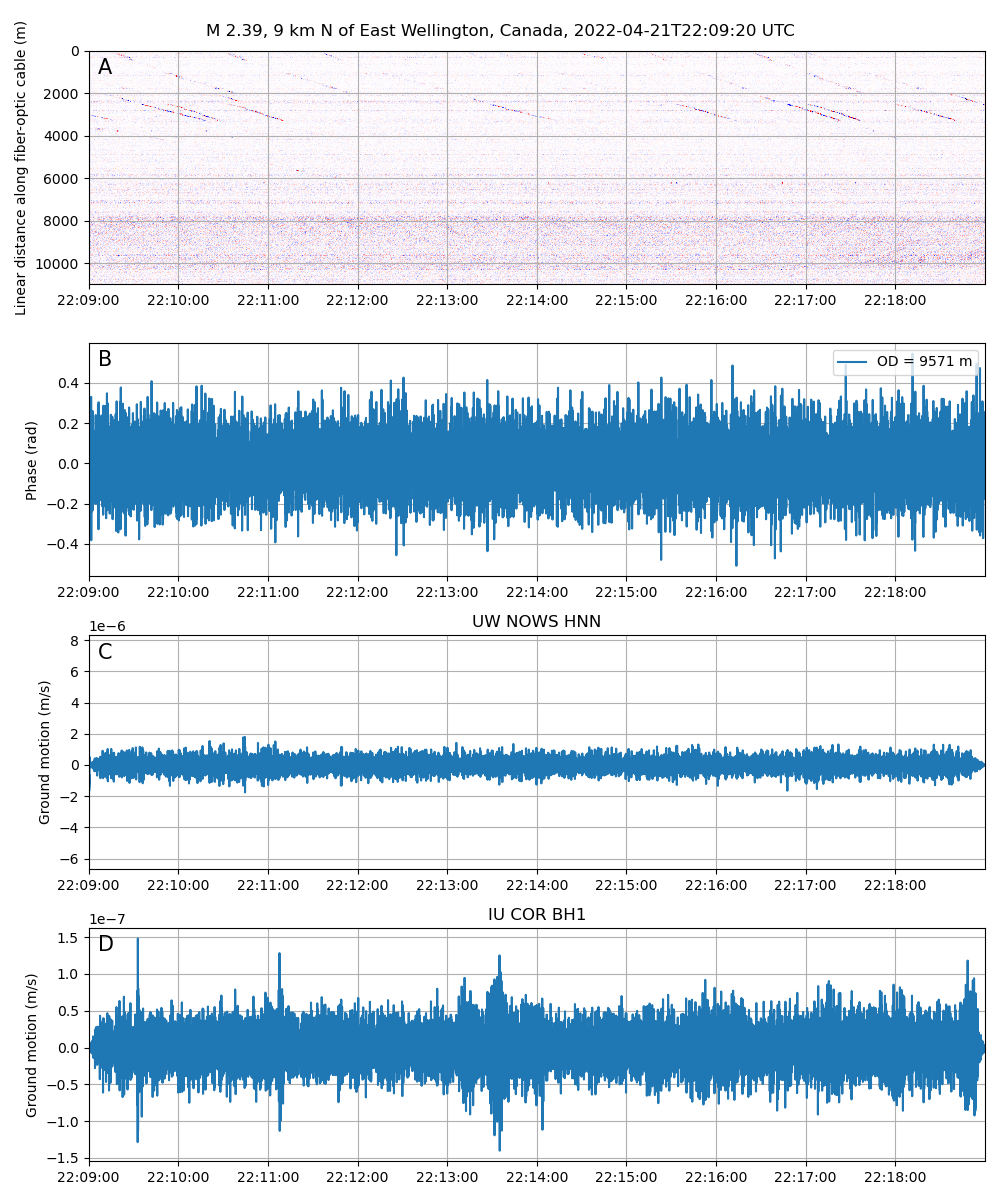 M 2.39, 9 km N of East Wellington, Canada, 2022-04-21T22:09:20 UTC
Linear distance along fiber-optic cable (m)
A
0
2000
4000
6000
8000
10000
22:09:00 22:10:00 22:11:00 22:12:00 22:13:00 22:14:00 22:15:00 22:16:00 22:17:00 22:18:00
B
OD = 9571 m
Phase (rad)
0.4
0.2
0.0
−0.2
−0.4
22:09:00 22:10:00 22:11:00 22:12:00 22:13:00 22:14:00 22:15:00 22:16:00 22:17:00 22:18:00
UW NOWS HNN
1e−6
C
Ground motion (m/s)
8
6
4
2
0
−2
−4
−6
22:09:00 22:10:00 22:11:00 22:12:00 22:13:00 22:14:00 22:15:00 22:16:00 22:17:00 22:18:00
IU COR BH1
1e−7
D
Ground motion (m/s)
1.5
1.0
0.5
0.0
−0.5
−1.0
−1.5
22:09:00 22:10:00 22:11:00 22:12:00 22:13:00 22:14:00 22:15:00 22:16:00 22:17:00 22:18:00